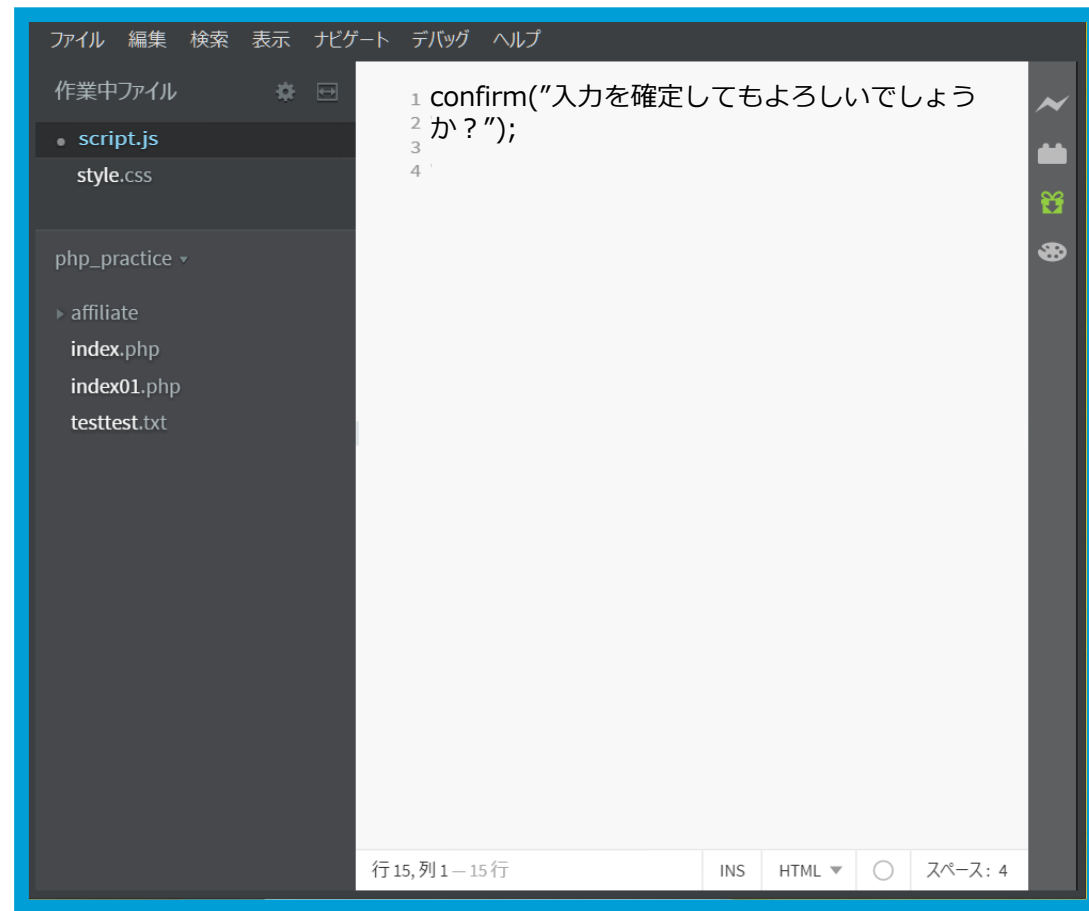 ファイル 編集 検索 表示 ナビゲート デバッグ ヘルプ
作業中ファイル
script.js
style.css
php_practice
affiliate
index.php
index01.php
testtest.txt
1 confirm("入力を確定してもよろしいでしょう
2 か？");
3
4
行 15, 列 1 — 15 行 INS HTML スペース: 4